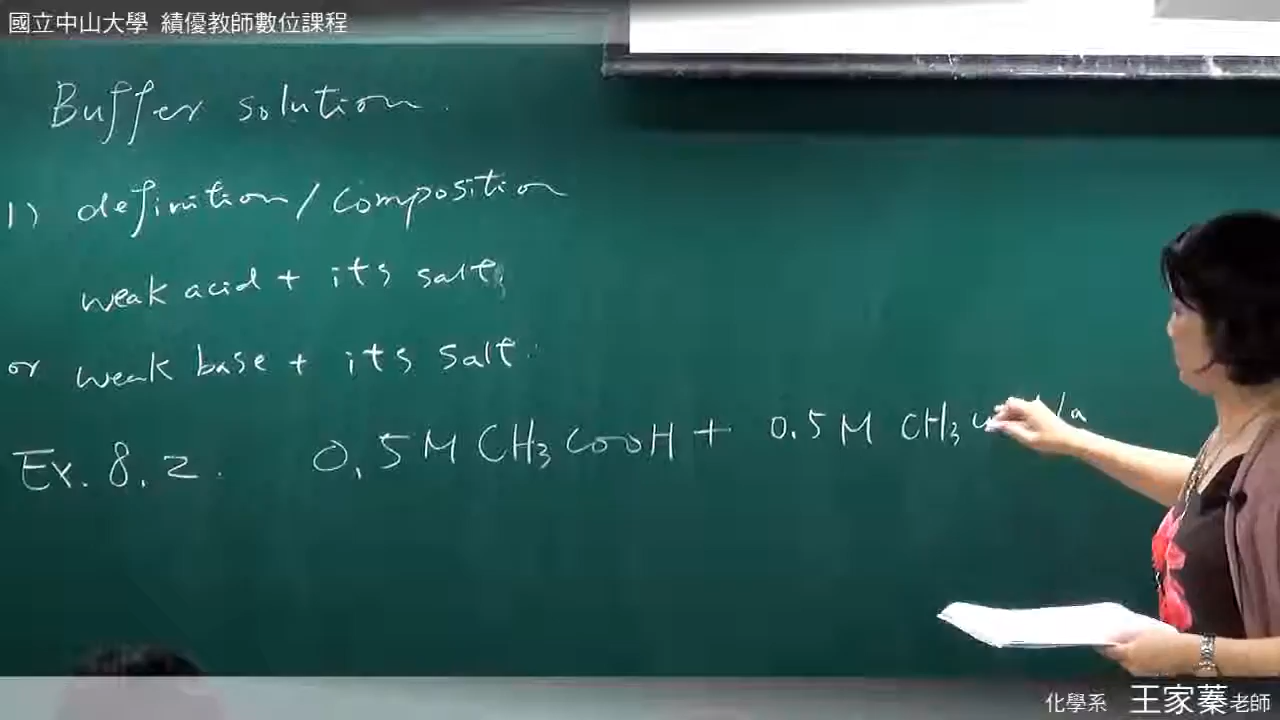 國立中山大學 績優教師數位課程
Buffer solution.
1) definition/composition
weak acid + its salt,
or weak base + its salt.
Ex. 8.2. 0.5M CH3COOH + 0.5M CH3
化學系 王家蓁老師